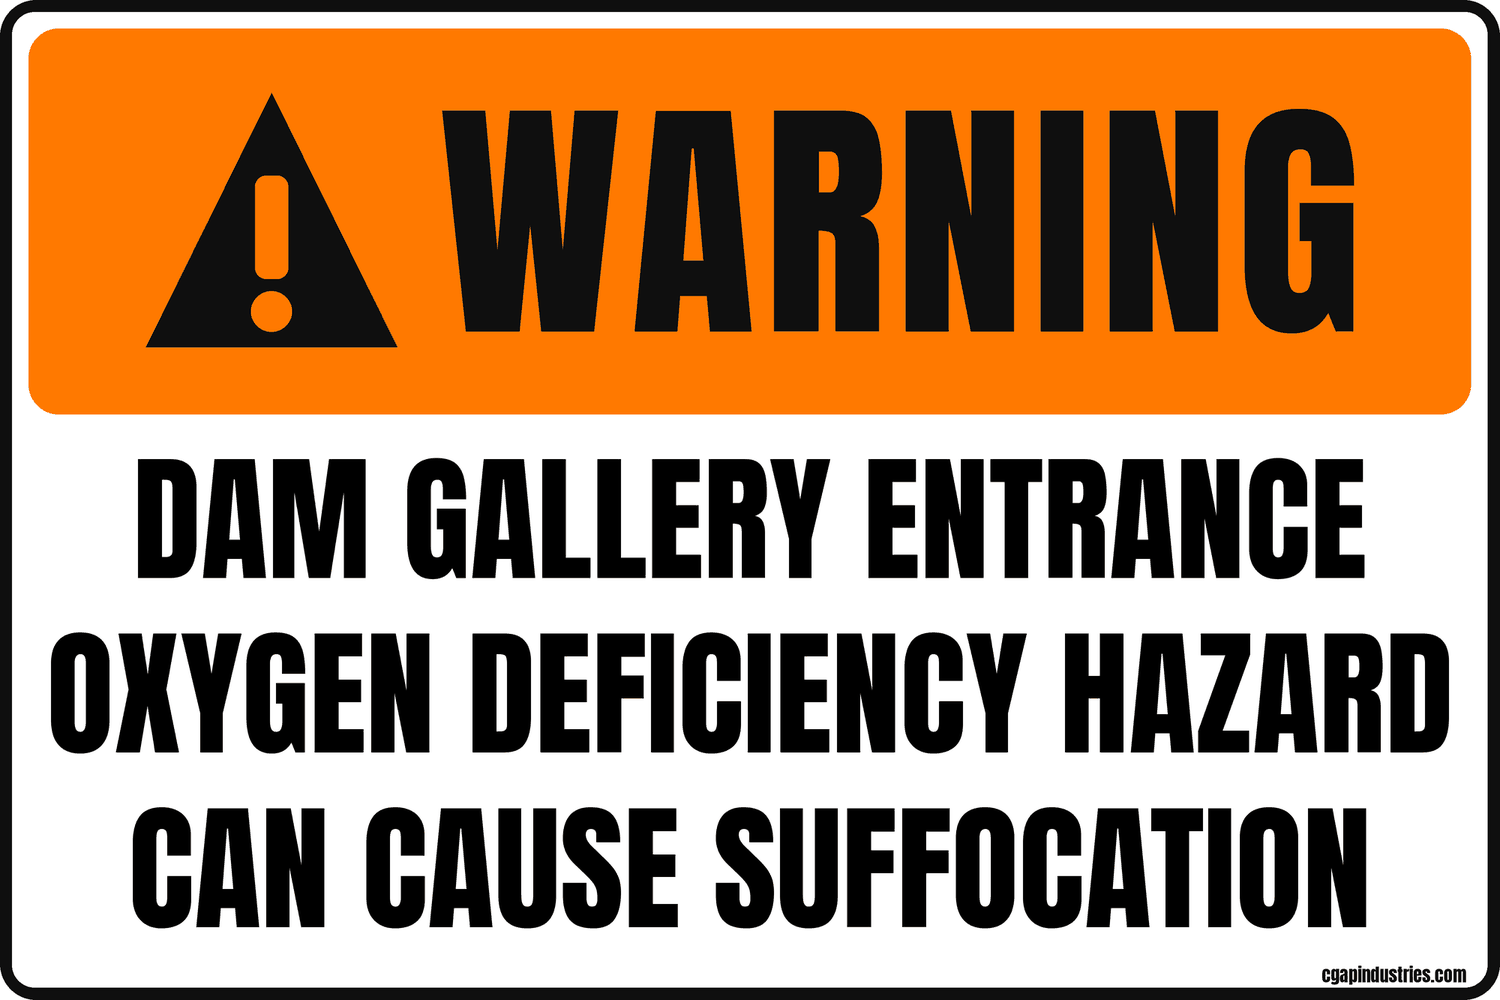 WARNING
DAM GALLERY ENTRANCE
OXYGEN DEFICIENCY HAZARD
CAN CAUSE SUFFOCATION
cgapindustries.com